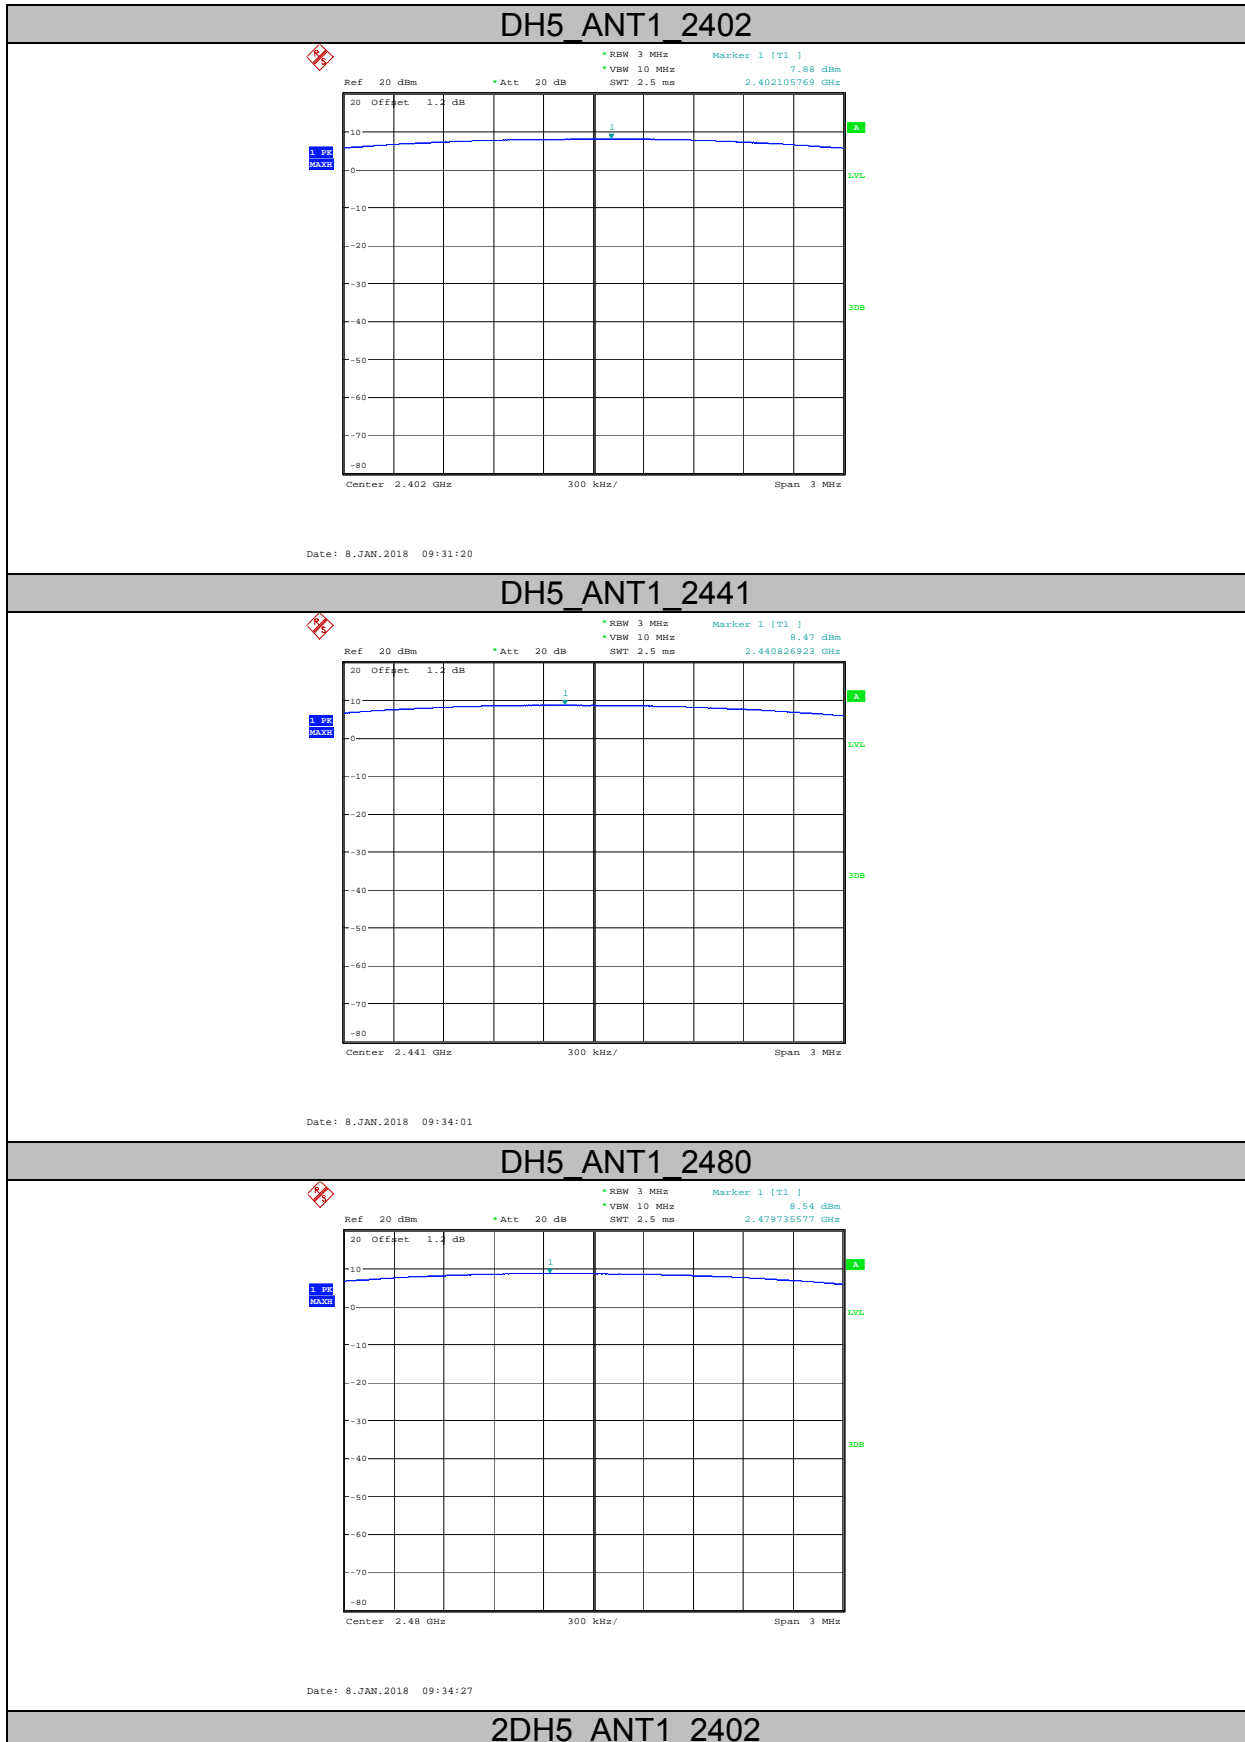 DH5_ANT1_2402
R S
*RBW 3 MHz Marker 1 [T1 ]
*VBW 10 MHz 7.88 dBm
Ref 20 dBm *Att 20 dB SWT 2.5 ms 2.402105769 GHz
20 Offset 1.2 dB
1
A
10
1 PK
MAXH
0
LVL
-10
-20
-30
3DB
-40
-50
-60
-70
-80
Center 2.402 GHz 300 kHz/ Span 3 MHz
Date: 8.JAN.2018 09:31:20
DH5_ANT1_2441
R S
*RBW 3 MHz Marker 1 [T1 ]
*VBW 10 MHz 8.47 dBm
Ref 20 dBm *Att 20 dB SWT 2.5 ms 2.440826923 GHz
20 Offset 1.2 dB
1
A
10
1 PK
MAXH
0
LVL
-10
-20
-30
3DB
-40
-50
-60
-70
-80
Center 2.441 GHz 300 kHz/ Span 3 MHz
Date: 8.JAN.2018 09:34:01
DH5_ANT1_2480
R S
*RBW 3 MHz Marker 1 [T1 ]
*VBW 10 MHz 8.54 dBm
Ref 20 dBm *Att 20 dB SWT 2.5 ms 2.479735577 GHz
20 Offset 1.2 dB
1
A
10
1 PK
MAXH
0
LVL
-10
-20
-30
3DB
-40
-50
-60
-70
-80
Center 2.48 GHz 300 kHz/ Span 3 MHz
Date: 8.JAN.2018 09:34:27
2DH5_ANT1_2402